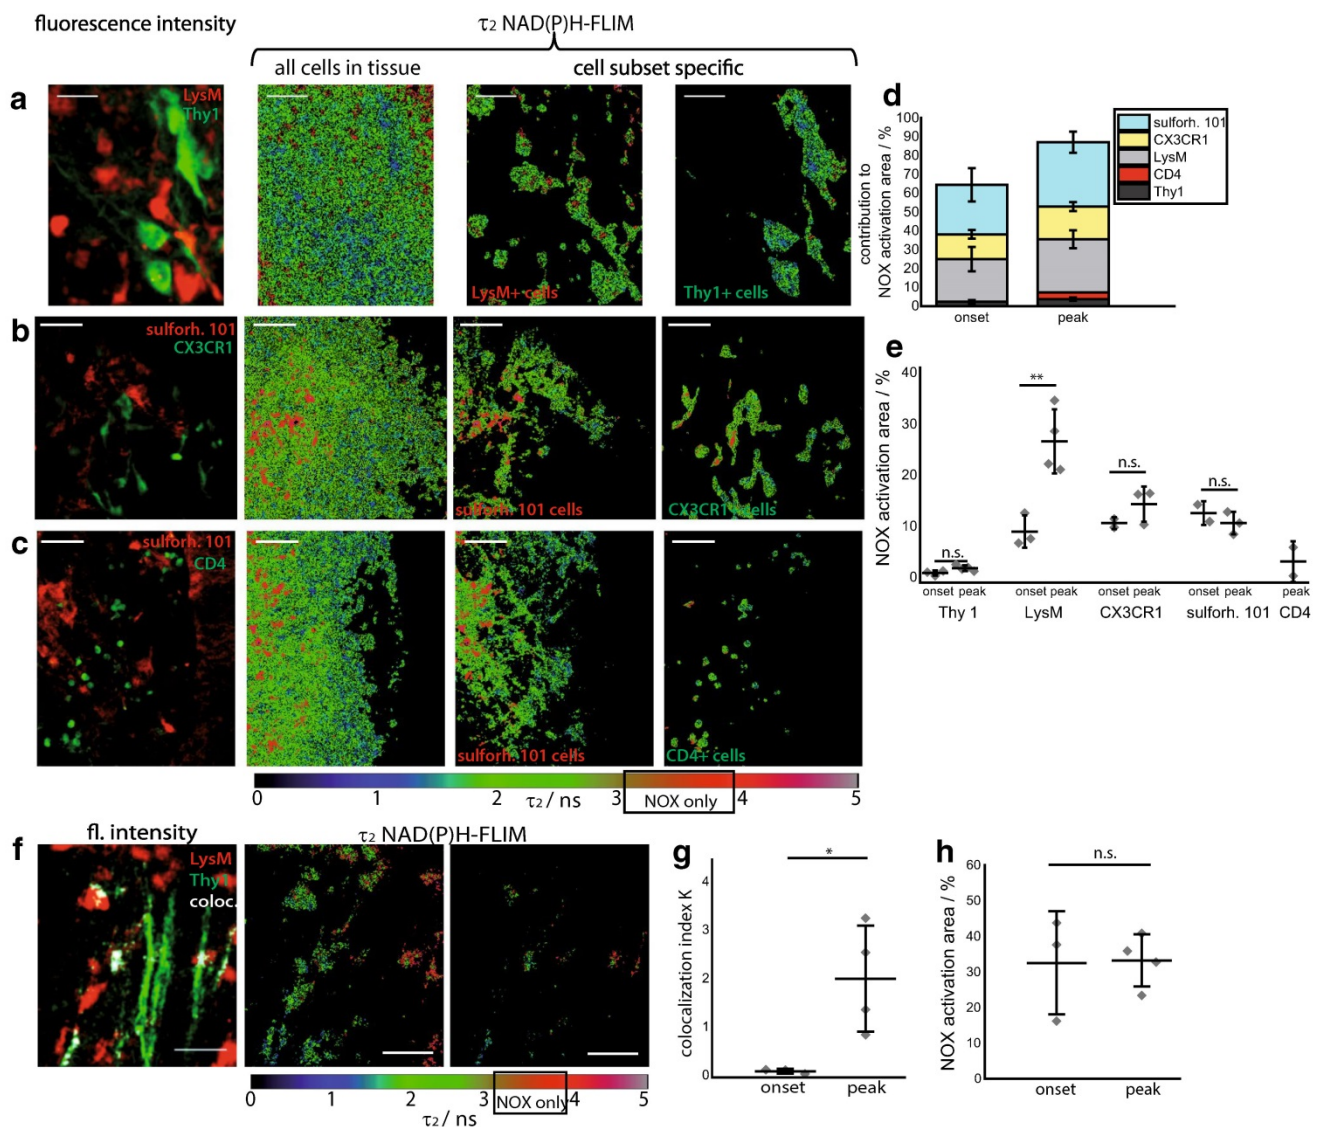 fluorescence intensity
τ2 NAD(P)H-FLIM
all cells in tissue
cell subset specific
a
LysM
Thy1
LysM+ cells
Thy1+ cells
b
sulforh. 101
CX3CR1
sulforh. 101 cells
CX3CR1+ cells
c
sulforh. 101
CD4
sulforh. 101 cells
CD4+ cells
0 1 2 τ2 / ns 3 NOX only 4 5
d
contribution to
NOX activation area / %
100
90
80
70
60
50
40
30
20
10
0
onset peak
sulforh. 101
CX3CR1
LysM
CD4
Thy1
e
NOX activation area / %
40
30
20
10
0
n.s.
**
n.s.
n.s.
onset peak onset peak onset peak onset peak peak
Thy 1 LysM CX3CR1 sulforh. 101 CD4
f
fl. intensity
τ2 NAD(P)H-FLIM
LysM
Thy1
coloc.
0 1 2 3 NOX only 4 5
τ2 / ns
g
colocalization index K
4
3
2
1
0
*
onset peak
h
NOX activation area / %
60
50
40
30
20
10
0
n.s.
onset peak